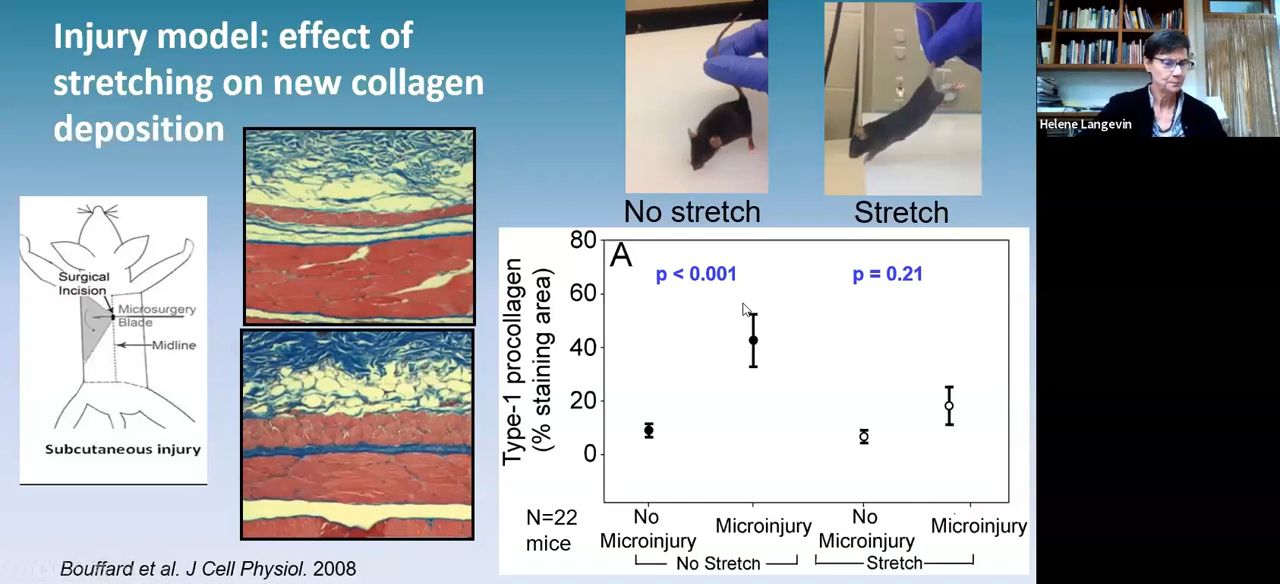 Injury model: effect of
stretching on new collagen
deposition
Helene Langevin
No stretch
Stretch
Surgical
Incision
Microsurgery
Blade
Midline
Subcutaneous injury
A
p < 0.001
p = 0.21
Type-1 procollagen
(% staining area)
80
60
40
20
0
N=22
mice
No
Microinjury
Microinjury
No
Microinjury
Microinjury
No Stretch
Stretch
Bouffard et al. J Cell Physiol. 2008